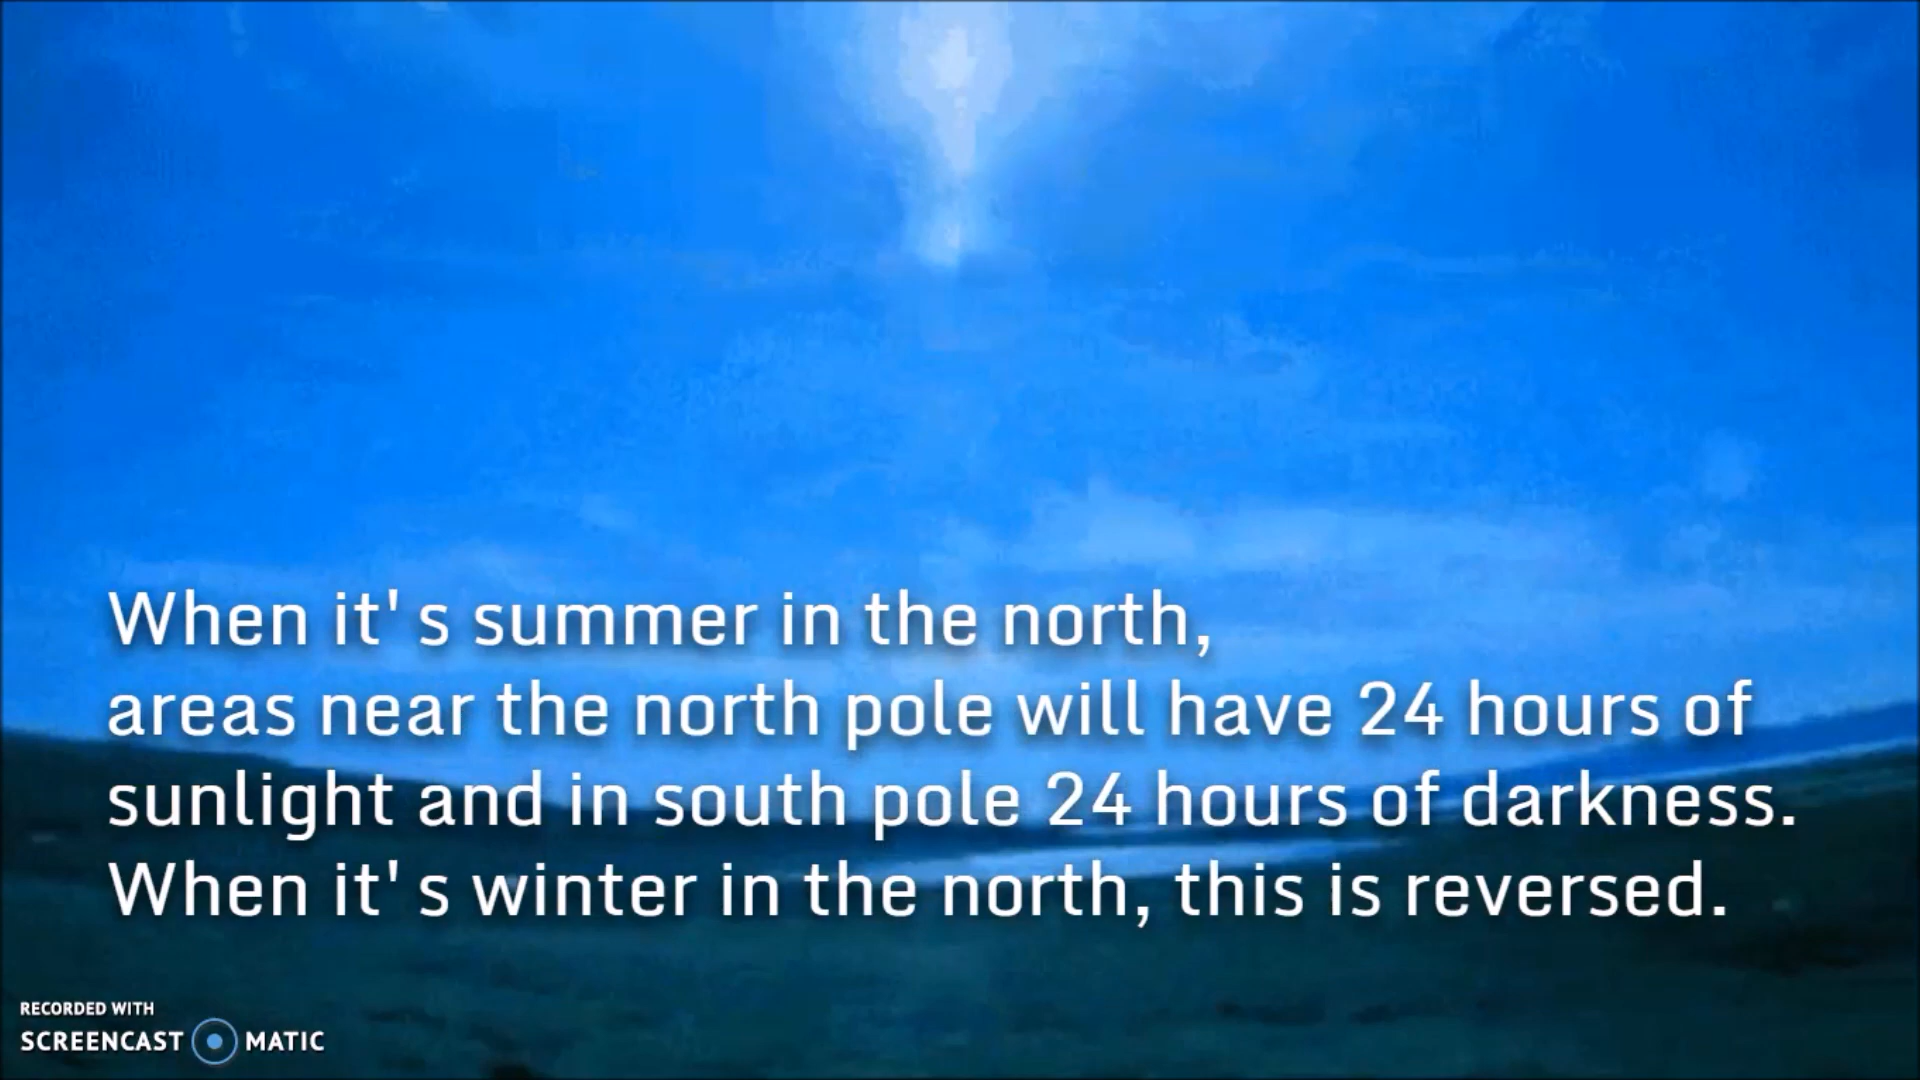 When it's summer in the north,
areas near the north pole will have 24 hours of
sunlight and in south pole 24 hours of darkness.
When it's winter in the north, this is reversed.
RECORDED WITH
SCREENCAST MATIC